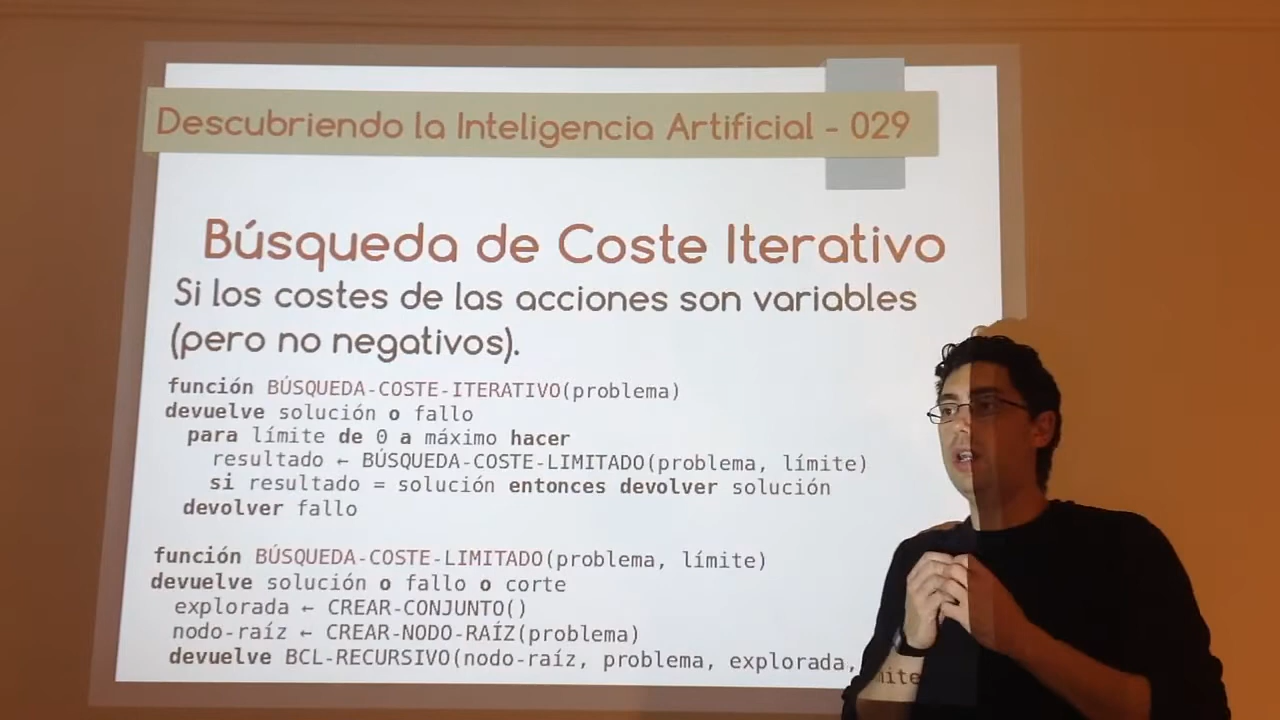 Descubriendo la Inteligencia Artificial - 029
Búsqueda de Coste Iterativo
Si los costes de las acciones son variables
(pero no negativos).
función BÚSQUEDA-COSTE-ITERATIVO(problema)
devuelve solución o fallo
para límite de 0 a máximo hacer
resultado ← BÚSQUEDA-COSTE-LIMITADO(problema, límite)
si resultado = solución entonces devolver solución
devolver fallo
función BÚSQUEDA-COSTE-LIMITADO(problema, límite)
devuelve solución o fallo o corte
explorada ← CREAR-CONJUNTO()
nodo-raíz ← CREAR-NODO-RAÍZ(problema)
devuelve BCL-RECURSIVO(nodo-raíz, problema, explorada,